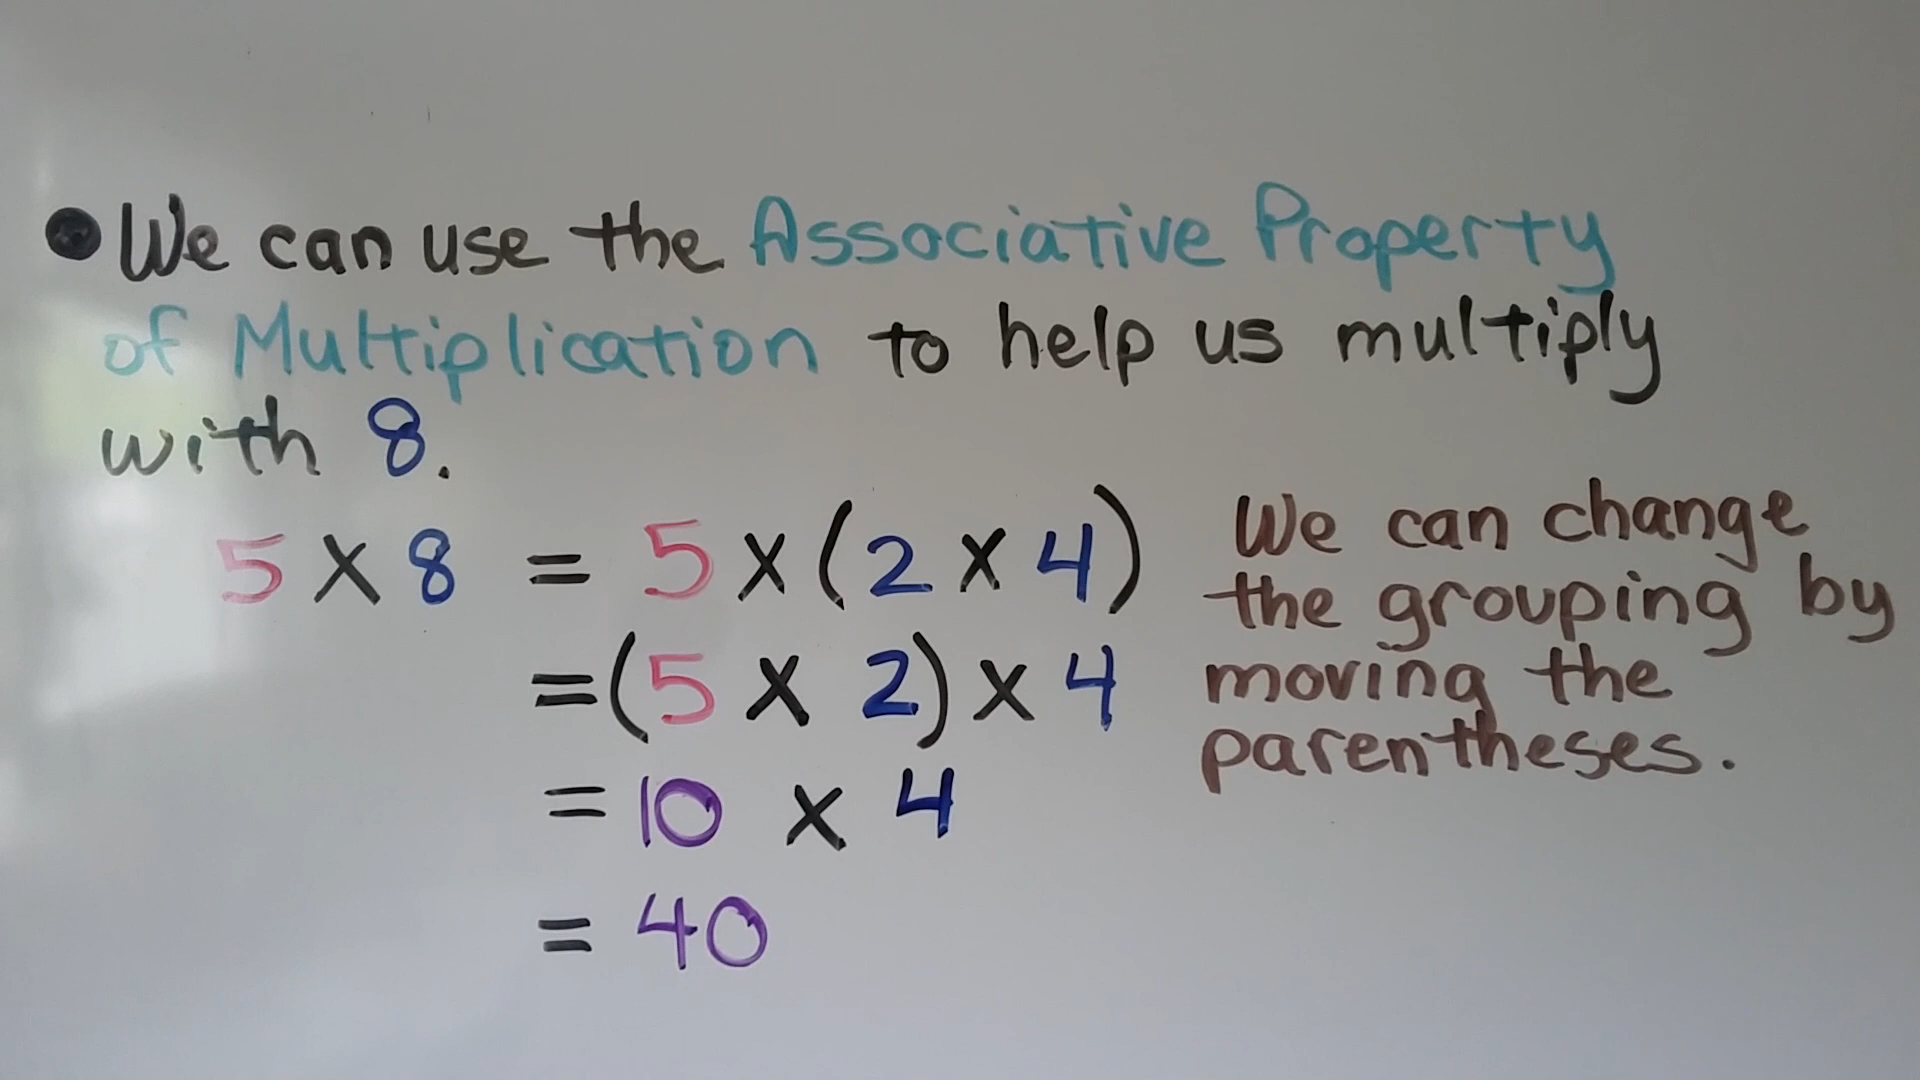 ● We can use the Associative Property
of Multiplication to help us multiply
with 8.
5 x 8 = 5 x (2 x 4)
= (5 x 2) x 4
= 10 x 4
= 40
We can change
the grouping by
moving the
parentheses.